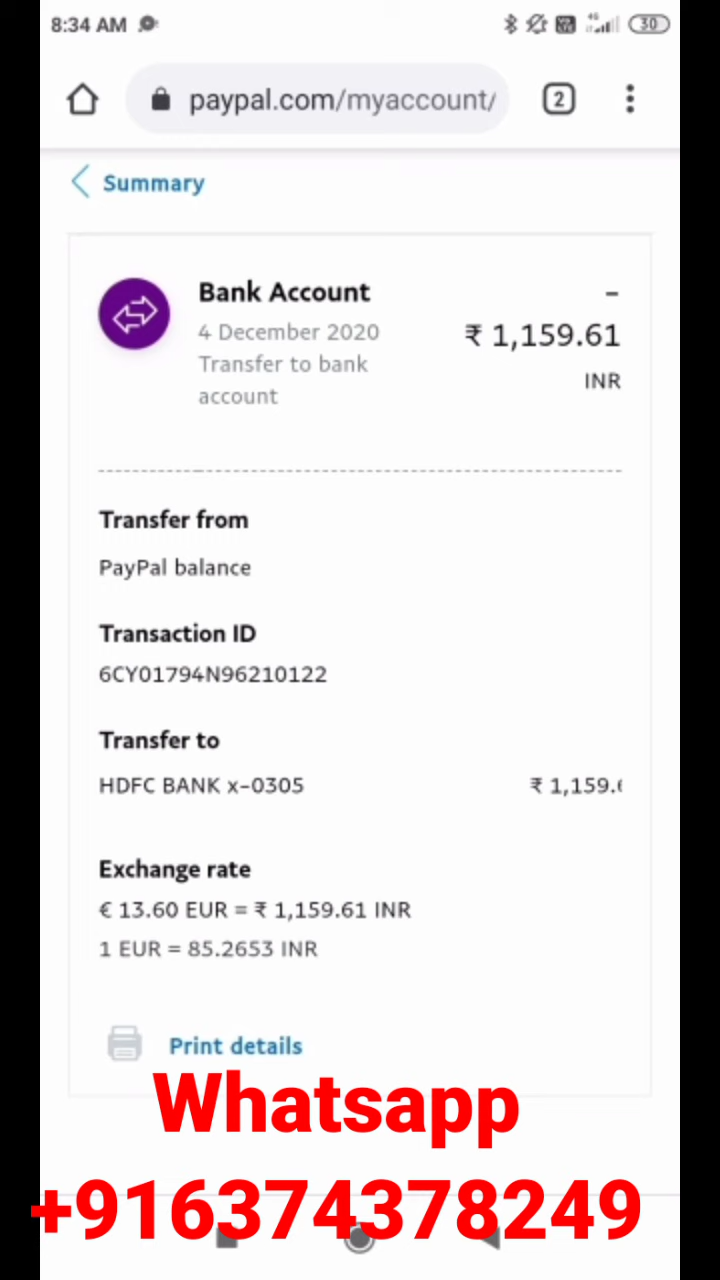 8:34 AM
4G
30
paypal.com/myaccount/
2
Summary
Bank Account
–
4 December 2020
₹ 1,159.61
Transfer to bank
INR
account
Transfer from
PayPal balance
Transaction ID
6CY01794N96210122
Transfer to
HDFC BANK x-0305 ₹ 1,159.6
Exchange rate
€ 13.60 EUR = ₹ 1,159.61 INR
1 EUR = 85.2653 INR
Print details
Whatsapp
+916374378249